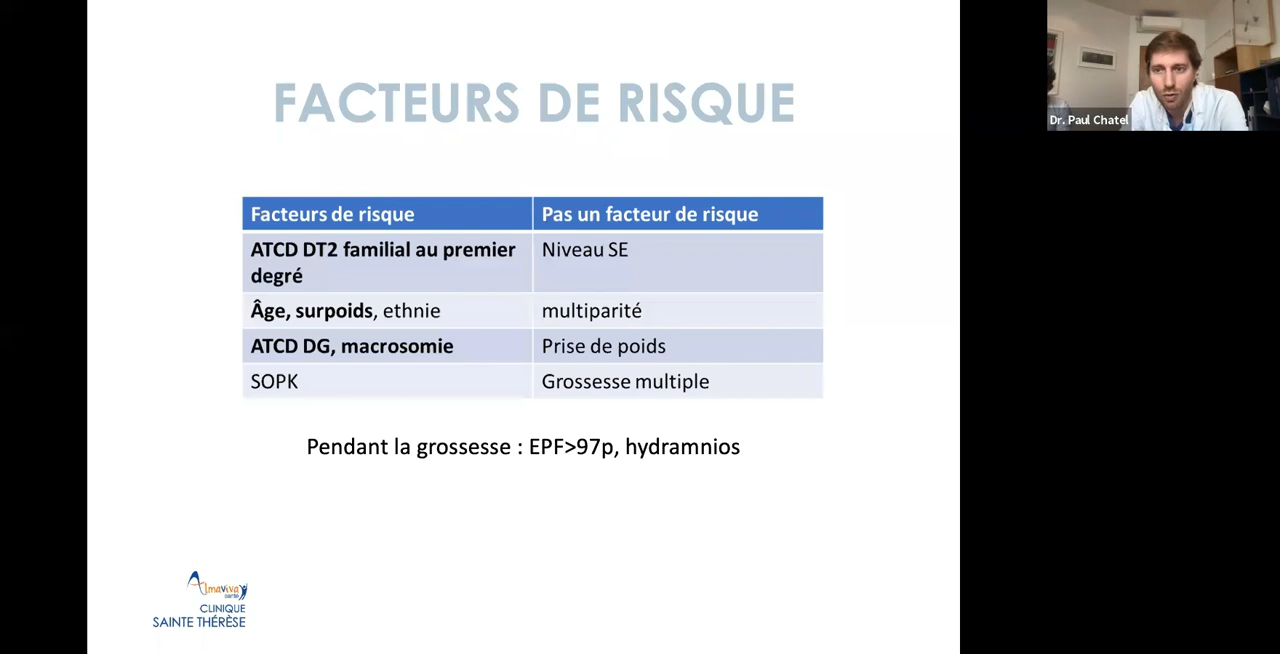 FACTEURS DE RISQUE
Dr. Paul Chatel
Facteurs de risque
Pas un facteur de risque
ATCD DT2 familial au premier
degré
Niveau SE
Âge, surpoids, ethnie
multiparité
ATCD DG, macrosomie
Prise de poids
SOPK
Grossesse multiple
Pendant la grossesse : EPF>97p, hydramnios
Almaviva
santé
CLINIQUE
SAINTE THÉRÈSE